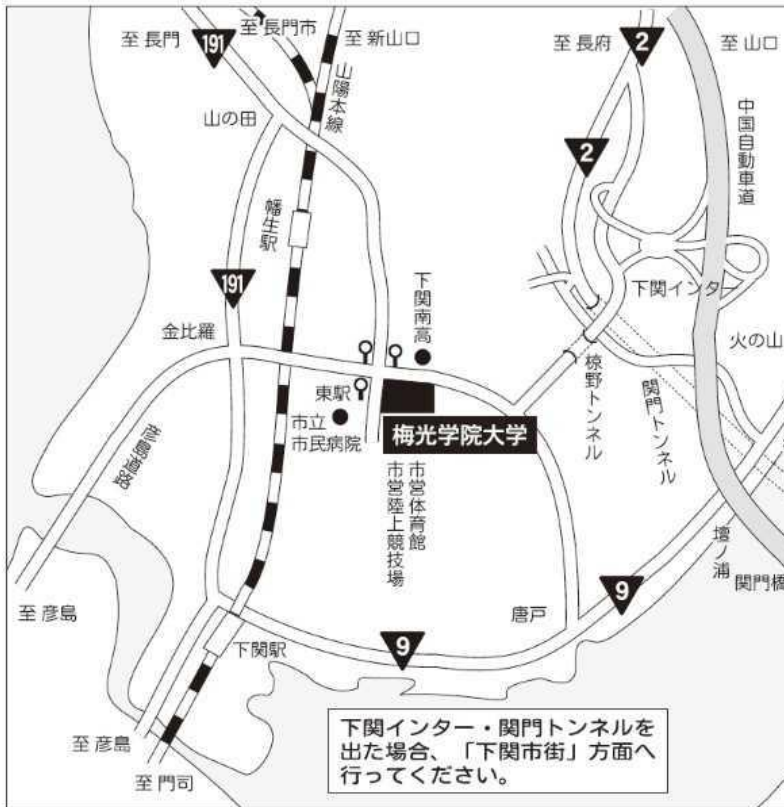 至 長門
191
至 長門市
至 新山口
山陽本線
至 長府
2
至 山口
中国自動車道
山の田
2
幡生駅
191
下関南高
下関インター
金比羅
火の山
東駅
市立
市民病院
梅光学院大学
椋野トンネル
関門トンネル
彦島道路
市営体育館
市営陸上競技場
壇ノ浦
関門橋
至 彦島
9
唐戸
下関駅
9
至 彦島
至 門司
下関インター・関門トンネルを
出た場合、「下関市街」方面へ
行ってください。